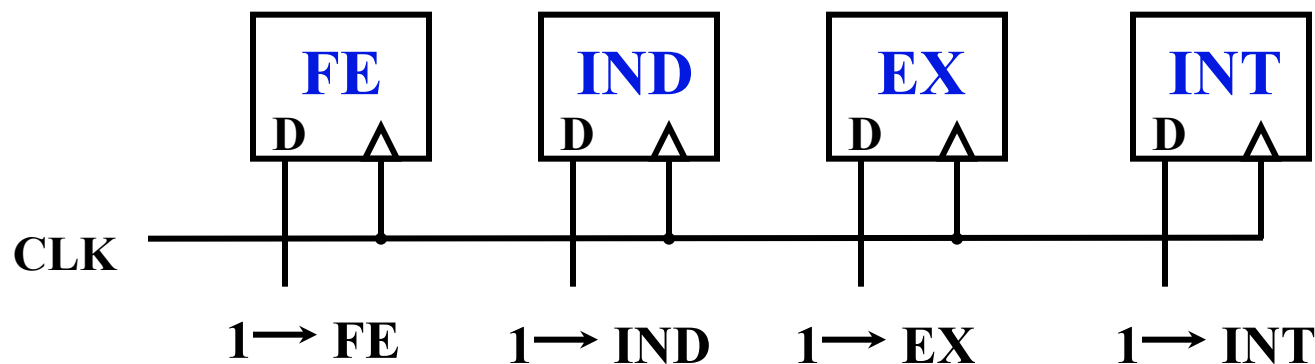 FE IND EX INT
D D D D
CLK
1→ FE 1→ IND 1→ EX 1→ INT